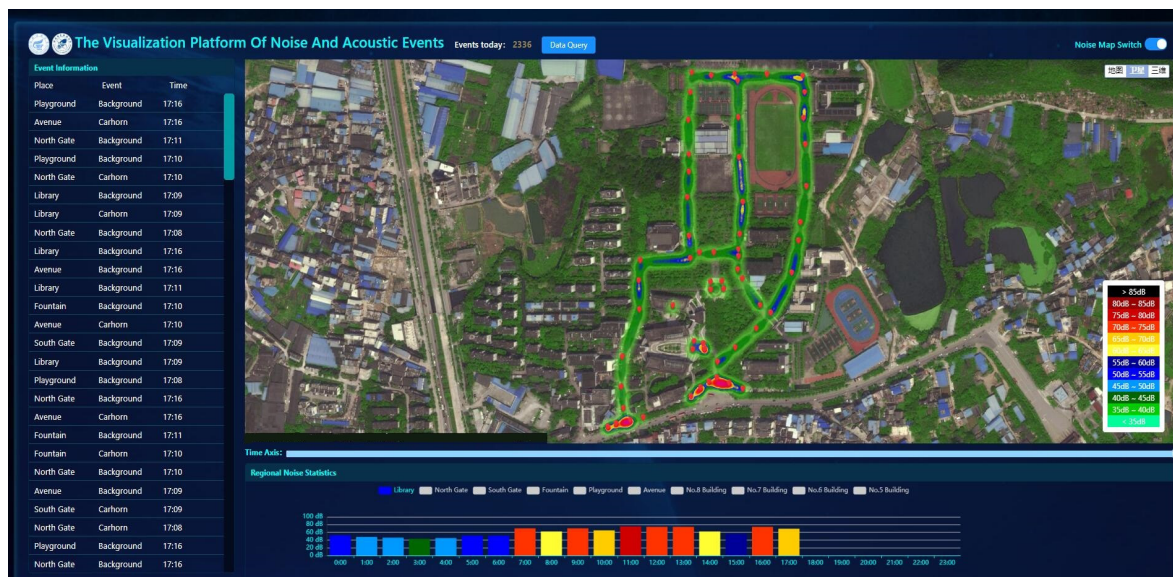 The Visualization Platform Of Noise And Acoustic Events Events today: 2336 Data Query
Noise Map Switch
Event Information
Place Event Time
Playground Background 17:16
Avenue Carhorn 17:16
North Gate Background 17:11
Playground Background 17:10
North Gate Carhorn 17:10
Library Background 17:09
Library Carhorn 17:09
North Gate Background 17:08
Library Background 17:16
Avenue Background 17:16
Library Background 17:11
Fountain Background 17:10
Avenue Carhorn 17:10
South Gate Background 17:09
Library Background 17:09
Playground Background 17:08
North Gate Background 17:16
Avenue Carhorn 17:16
Fountain Background 17:11
Fountain Carhorn 17:10
North Gate Background 17:10
Avenue Background 17:09
South Gate Carhorn 17:09
North Gate Carhorn 17:08
Playground Background 17:16
North Gate Background 17:16
地图 卫星 三维
> 85dB
80dB ~ 85dB
75dB ~ 80dB
70dB ~ 75dB
65dB ~ 70dB
55dB ~ 60dB
50dB ~ 55dB
45dB ~ 50dB
40dB ~ 45dB
35dB ~ 40dB
< 35dB
Time Axis:
Regional Noise Statistics
Library North Gate South Gate Fountain Playground Avenue No.8 Building No.7 Building No.6 Building No.5 Building
100 dB
80 dB
60 dB
40 dB
20 dB
0 dB
0:00 1:00 2:00 3:00 4:00 5:00 6:00 7:00 8:00 9:00 10:00 11:00 12:00 13:00 14:00 15:00 16:00 17:00 18:00 19:00 20:00 21:00 22:00 23:00